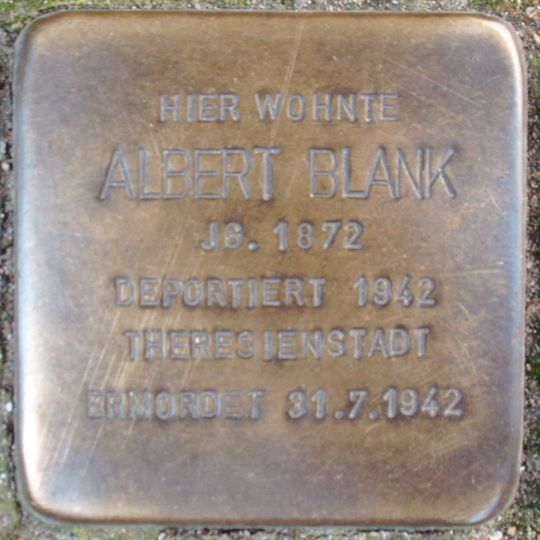 HIER WOHNTE
ALBERT BLANK
JG. 1872
DEPORTIERT 1942
THERESIENSTADT
ERMORDET 31.7.1942